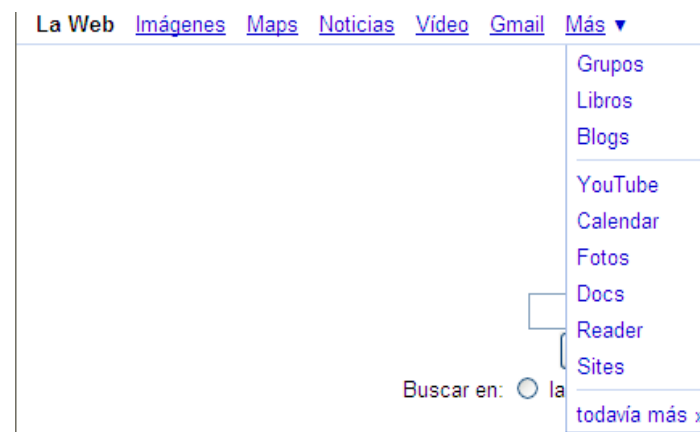 La Web Imágenes Maps Noticias Vídeo Gmail Más ▼
Grupos
Libros
Blogs
YouTube
Calendar
Fotos
Docs
Reader
Sites
todavía más »
Buscar en: la